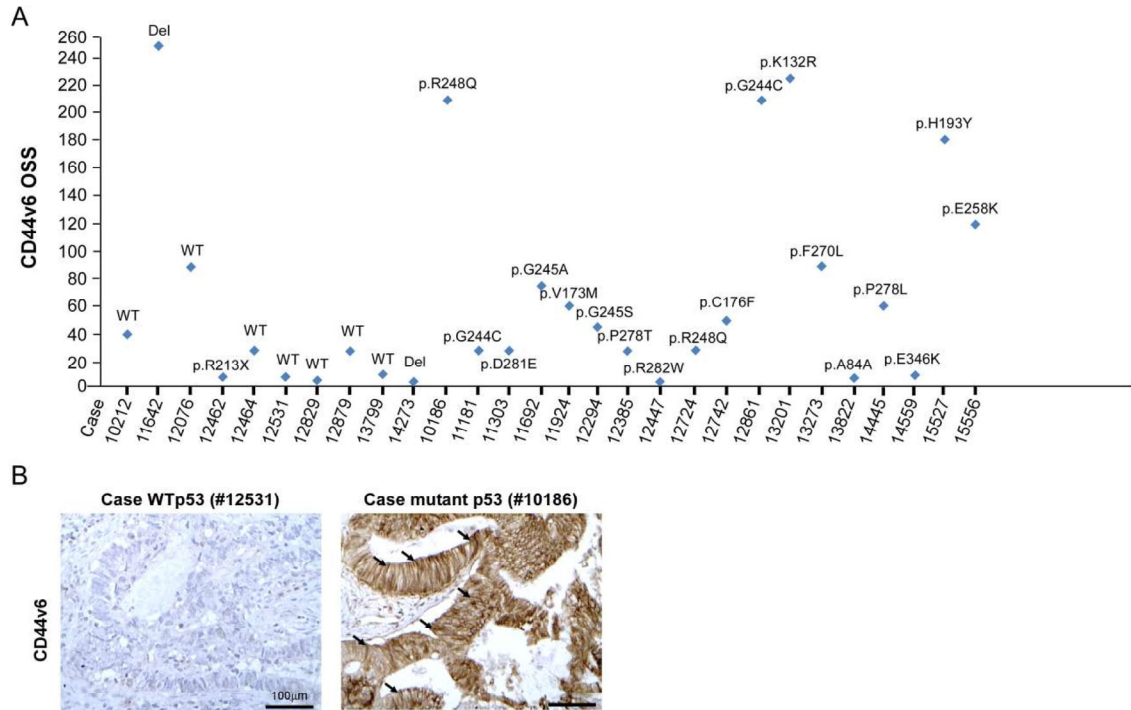 A
CD44v6 OSS
260
240
220
200
180
160
140
120
100
80
60
40
20
0
WT
Del
WT
p.R213X
WT
WT
WT
WT
WT
Del
p.R248Q
p.G244C
p.D281E
p.G245A
p.V173M
p.G245S
p.P278T
p.R282W
p.R248Q
p.C176F
p.G244C
p.K132R
p.F270L
p.A84A
p.P278L
p.E346K
p.H193Y
p.E258K
Case
10212
11642
12076
12462
12464
12531
12829
12879
13799
14273
10186
11181
11303
11692
11924
12294
12385
12447
12724
12742
12861
13201
13273
13822
14445
14559
15527
15556
B
Case WTp53 (#12531)
Case mutant p53 (#10186)
CD44v6
100μm